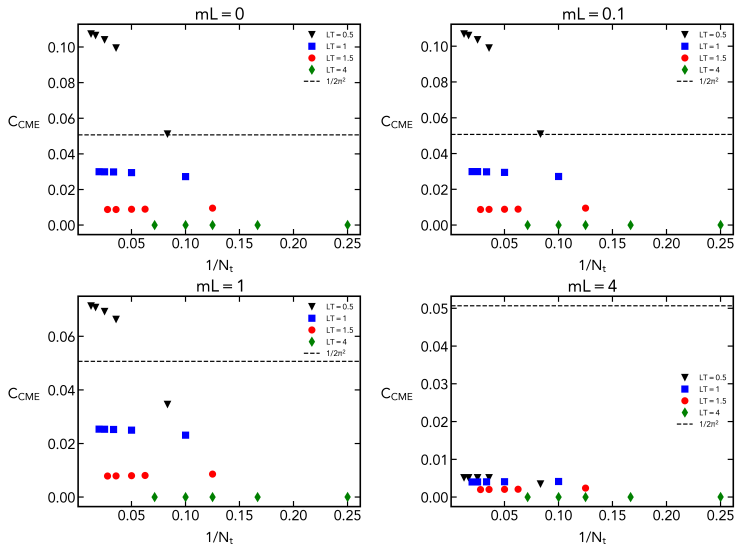 mL = 0
0.10
0.08
0.06
0.04
0.02
0.00
C_CME
LT = 0.5
LT = 1
LT = 1.5
LT = 4
1/2π²
0.05
0.10
0.15
0.20
0.25
1/N_t
mL = 0.1
0.10
0.08
0.06
0.04
0.02
0.00
C_CME
LT = 0.5
LT = 1
LT = 1.5
LT = 4
1/2π²
0.05
0.10
0.15
0.20
0.25
1/N_t
mL = 1
0.06
0.04
0.02
0.00
C_CME
LT = 0.5
LT = 1
LT = 1.5
LT = 4
1/2π²
0.05
0.10
0.15
0.20
0.25
1/N_t
mL = 4
0.05
0.04
0.03
0.02
0.01
0.00
C_CME
LT = 0.5
LT = 1
LT = 1.5
LT = 4
1/2π²
0.05
0.10
0.15
0.20
0.25
1/N_t